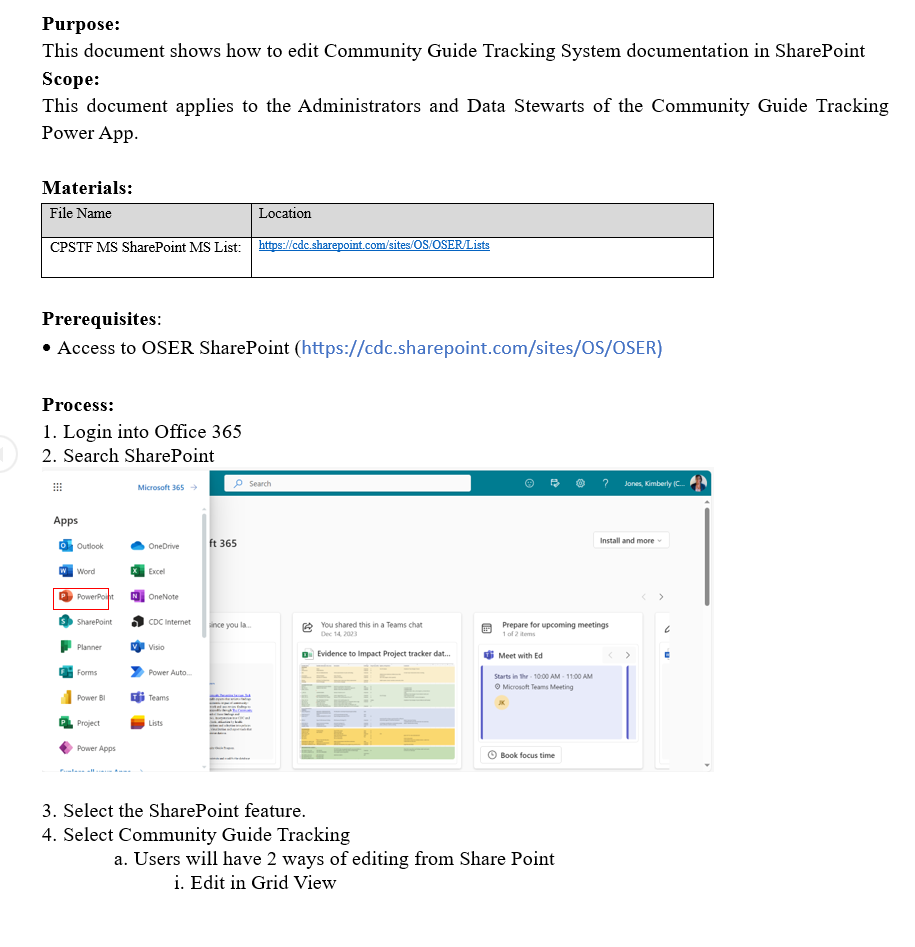 Purpose:
This document shows how to edit Community Guide Tracking System documentation in SharePoint
Scope:
This document applies to the Administrators and Data Stewarts of the Community Guide Tracking
Power App.
Materials:
File Name Location
CPSTF MS SharePoint MS List: https://cdc.sharepoint.com/sites/OS/OSER/Lists
Prerequisites:
• Access to OSER SharePoint (https://cdc.sharepoint.com/sites/OS/OSER)
Process:
1. Login into Office 365
2. Search SharePoint
Microsoft 365 → Search ? Jones, Kimberly (C...
Apps
ft 365 Install and more
Outlook OneDrive
Word Excel
PowerPoint OneNote
SharePoint CDC Internet
Planner Visio
Forms Power Auto...
Power BI Teams
Project Lists
Power Apps
ince you la...
You shared this in a Teams chat
Dec 14, 2023
Evidence to Impact Project tracker dat...
Prepare for upcoming meetings
1 of 2 items
Meet with Ed
Starts in 1hr · 10:00 AM - 11:00 AM
Microsoft Teams Meeting
JK
Book focus time
3. Select the SharePoint feature.
4. Select Community Guide Tracking
a. Users will have 2 ways of editing from Share Point
i. Edit in Grid View